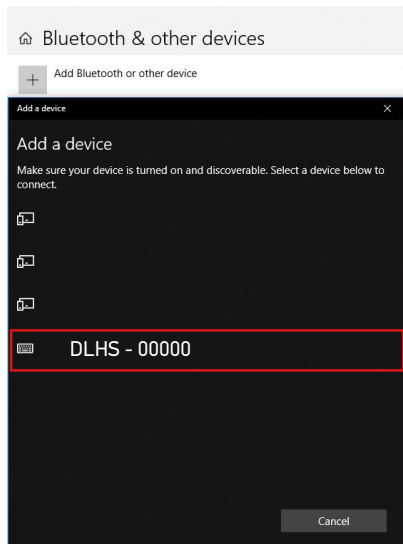 Bluetooth & other devices
Add Bluetooth or other device
Add a device
Add a device
Make sure your device is turned on and discoverable. Select a device below to
connect.
DLHS - 00000
Cancel